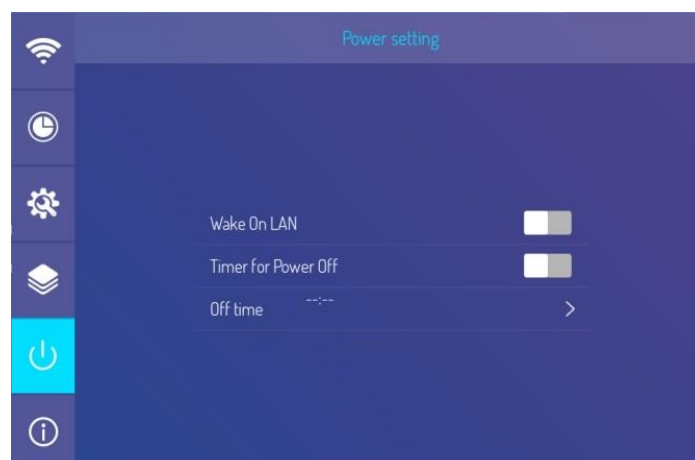 Power setting
Wake On LAN
Timer for Power Off
Off time --:--